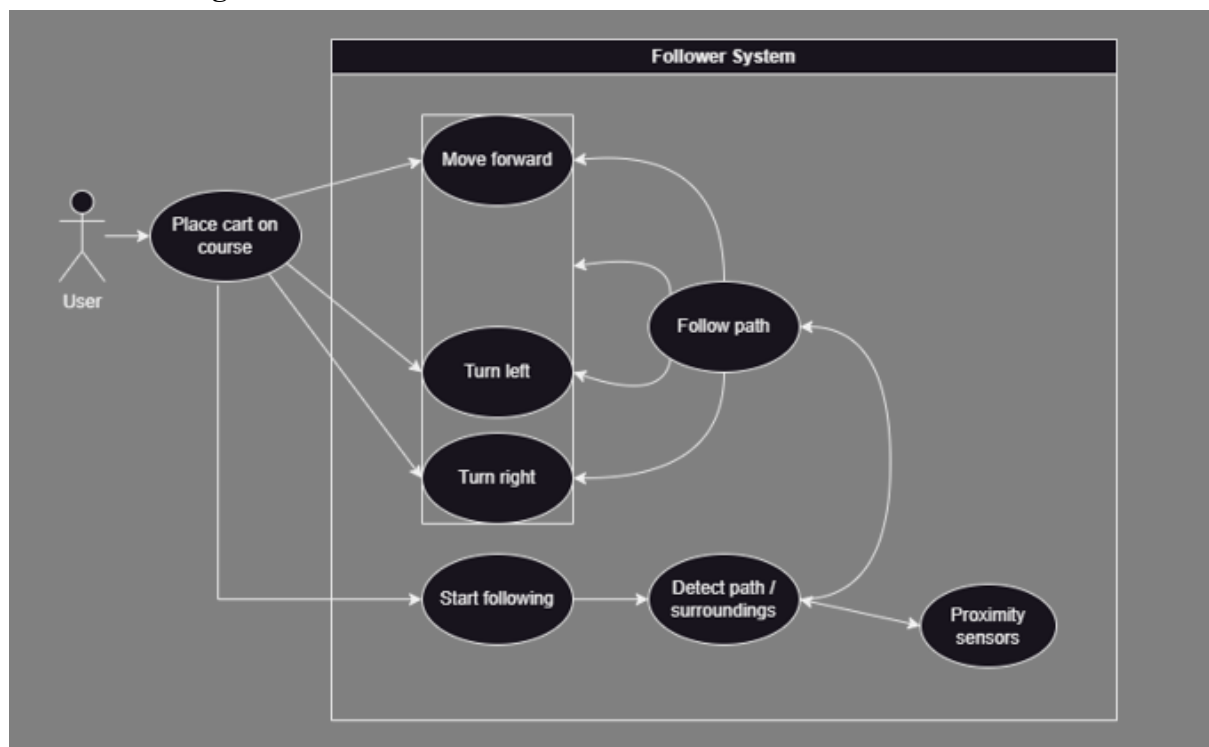 Follower System
Move forward
Place cart on
course
User
Follow path
Turn left
Turn right
Start following
Detect path /
surroundings
Proximity
sensors